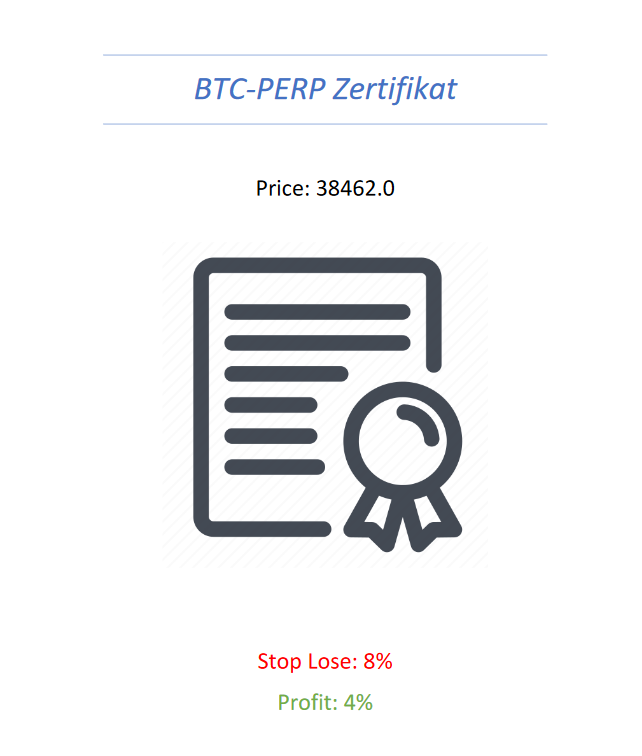 BTC-PERP Zertifikat
Price: 38462.0
Stop Lose: 8%
Profit: 4%